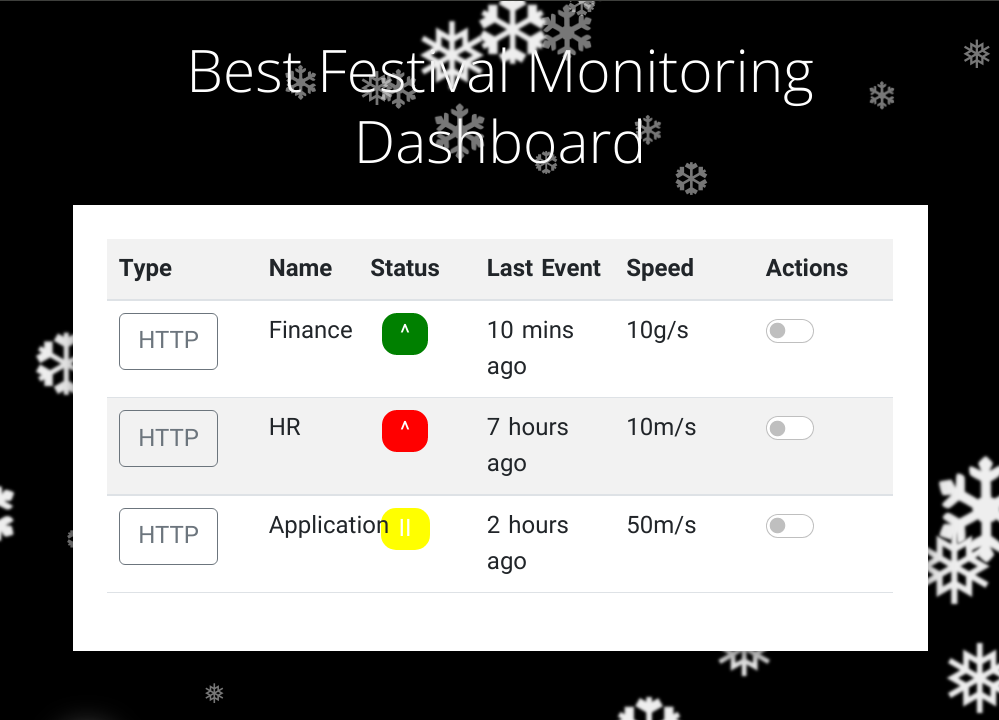 Best Festival Monitoring
Dashboard
Type Name Status Last Event Speed Actions
HTTP Finance ^ 10 mins ago 10g/s
HTTP HR ^ 7 hours ago 10m/s
HTTP Application || 2 hours ago 50m/s